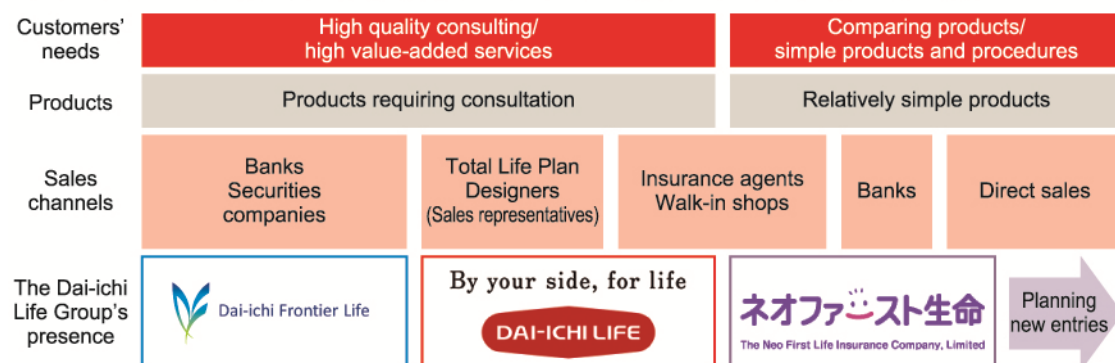 Customers'
needs
High quality consulting/
high value-added services
Comparing products/
simple products and procedures
Products
Products requiring consultation
Relatively simple products
Sales
channels
Banks
Securities
companies
Total Life Plan
Designers
(Sales representatives)
Insurance agents
Walk-in shops
Banks
Direct sales
The Dai-ichi
Life Group's
presence
Dai-ichi Frontier Life
By your side, for life
DAI-ICHI LIFE
ネオファースト生命
The Neo First Life Insurance Company, Limited
Planning
new entries